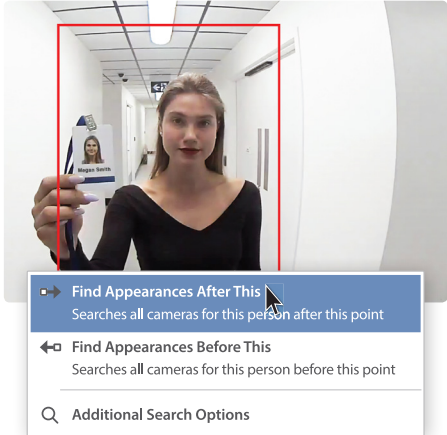 Megan Smith
Find Appearances After This
Searches all cameras for this person after this point
Find Appearances Before This
Searches all cameras for this person before this point
Additional Search Options